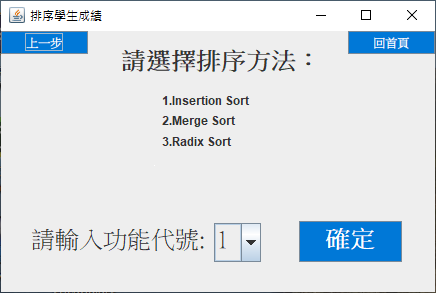 排序學生成績
上一步
回首頁
請選擇排序方法：
1.Insertion Sort
2.Merge Sort
3.Radix Sort
請輸入功能代號: 1
確定